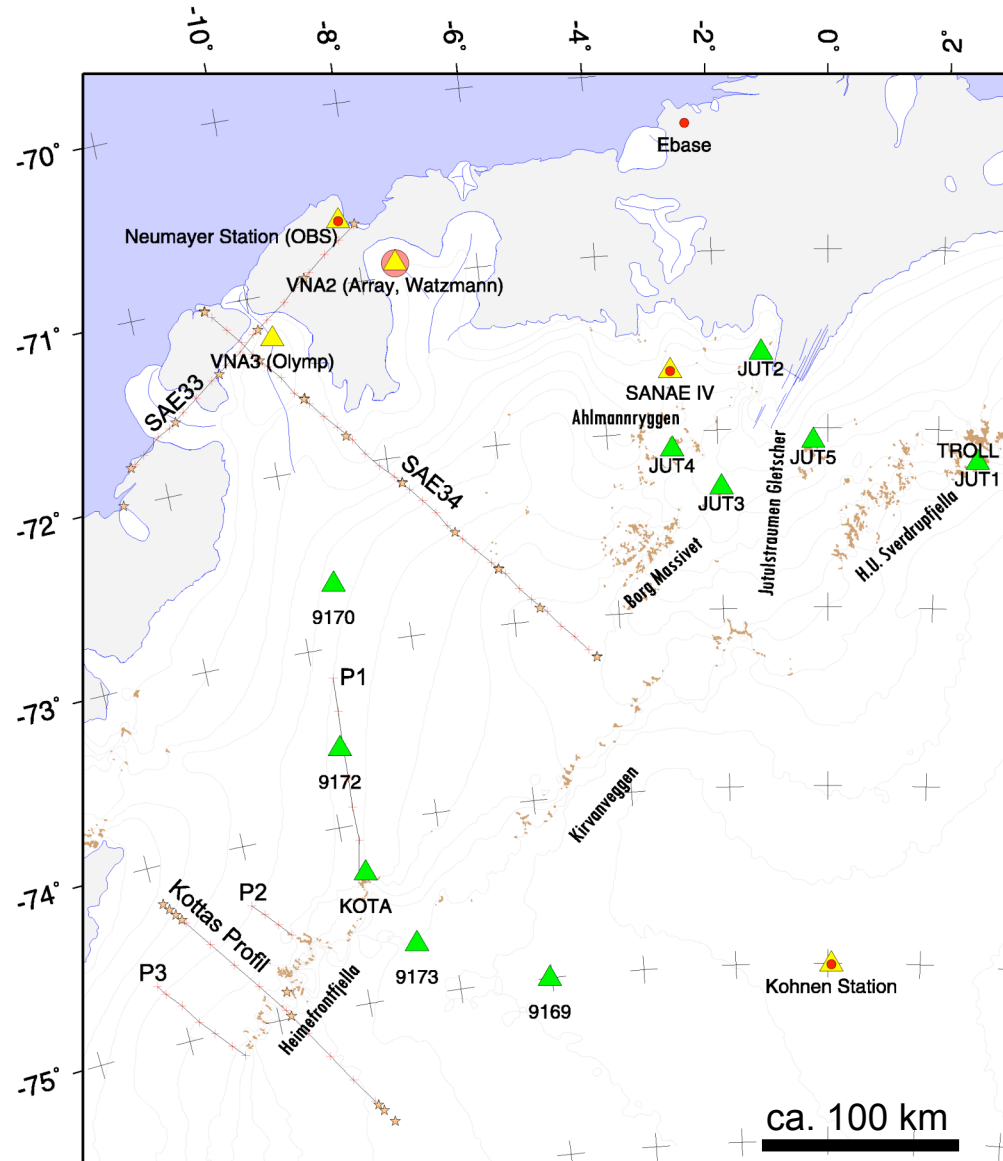 -10°
-8°
-6°
-4°
-2°
0°
2°
-70°
-71°
-72°
-73°
-74°
-75°
Ebase
Neumayer Station (OBS)
VNA2 (Array, Watzmann)
VNA3 (Olymp)
SAE33
SAE34
JUT2
SANAE IV
Ahlmannryggen
JUT4
JUT5
TROLL
JUT1
JUT3
Jutulstraumen Gletscher
H.U. Sverdrupfjella
Borg Massivet
9170
P1
9172
Kirvanveggen
KOTA
P2
Kottas Profil
P3
9173
9169
Heimefrontfjella
Kohnen Station
ca. 100 km